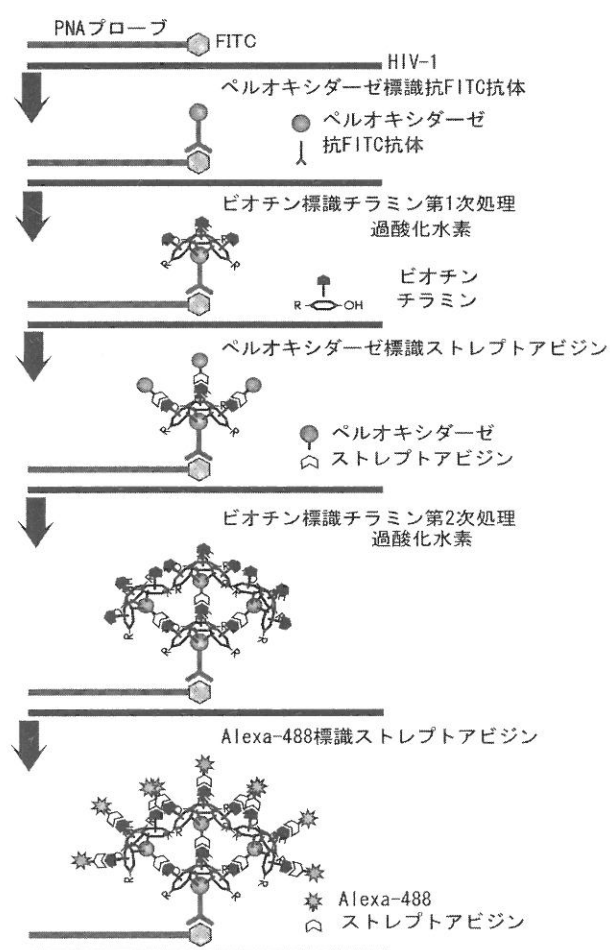 PNAプローブ
FITC
HIV-1
ペルオキシダーゼ標識抗FITC抗体
ペルオキシダーゼ
抗FITC抗体
ビオチン標識チラミン第1次処理
過酸化水素
ビオチン
チラミン
R
OH
R
R
ペルオキシダーゼ標識ストレプトアビジン
R
R
ペルオキシダーゼ
ストレプトアビジン
ビオチン標識チラミン第2次処理
過酸化水素
R
R
R
R
R
R
Alexa-488標識ストレプトアビジン
R
R
R
R
R
R
Alexa-488
ストレプトアビジン